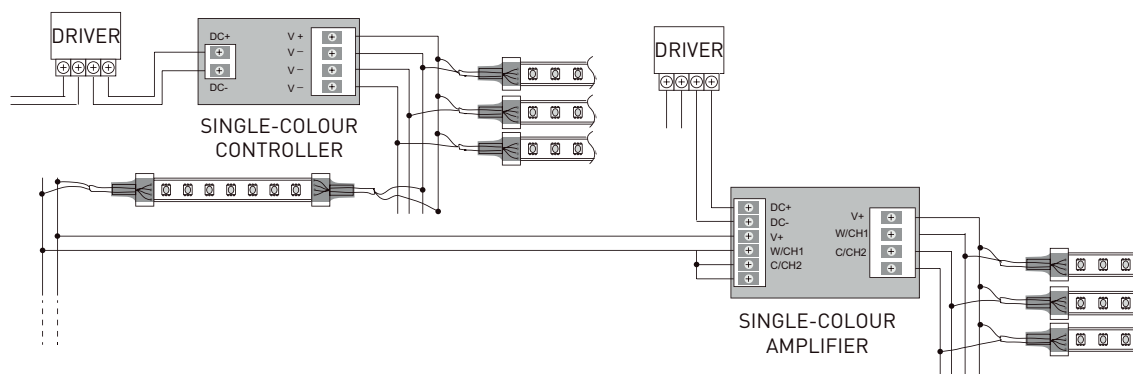 DRIVER
DC+
DC-
V +
V –
V –
V –
SINGLE-COLOUR
CONTROLLER
DRIVER
DC+
DC-
V+
W/CH1
C/CH2
V+
W/CH1
C/CH2
SINGLE-COLOUR
AMPLIFIER